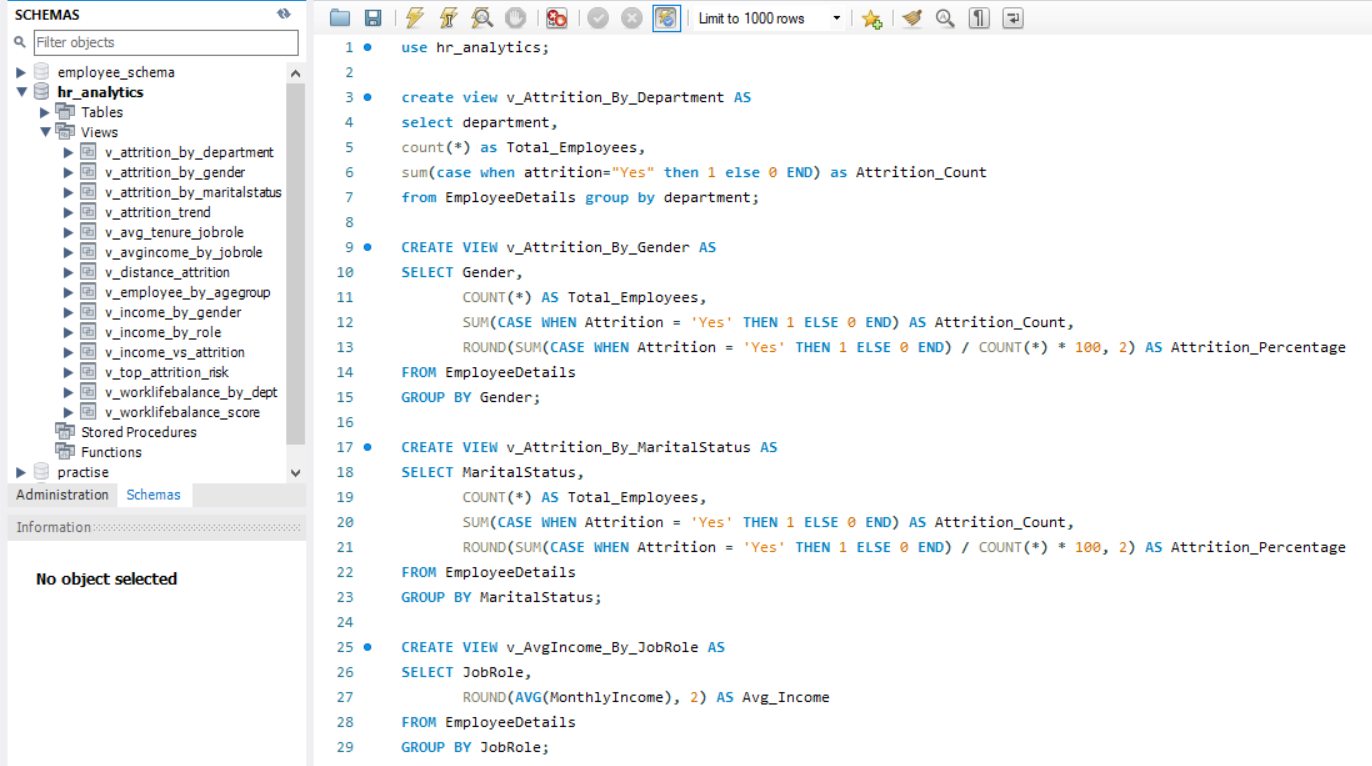 SCHEMAS
Filter objects
employee_schema
hr_analytics
Tables
Views
v_attrition_by_department
v_attrition_by_gender
v_attrition_by_maritalstatus
v_attrition_trend
v_avg_tenure_jobrole
v_avgincome_by_jobrole
v_distance_attrition
v_employee_by_agegroup
v_income_by_gender
v_income_by_role
v_income_vs_attrition
v_top_attrition_risk
v_worklifebalance_by_dept
v_worklifebalance_score
Stored Procedures
Functions
practise
Administration Schemas
Information
No object selected
Limit to 1000 rows
1 use hr_analytics;
2
3 create view v_Attrition_By_Department AS
4 select department,
5 count(*) as Total_Employees,
6 sum(case when attrition="Yes" then 1 else 0 END) as Attrition_Count
7 from EmployeeDetails group by department;
8
9 CREATE VIEW v_Attrition_By_Gender AS
10 SELECT Gender,
11 COUNT(*) AS Total_Employees,
12 SUM(CASE WHEN Attrition = 'Yes' THEN 1 ELSE 0 END) AS Attrition_Count,
13 ROUND(SUM(CASE WHEN Attrition = 'Yes' THEN 1 ELSE 0 END) / COUNT(*) * 100, 2) AS Attrition_Percentage
14 FROM EmployeeDetails
15 GROUP BY Gender;
16
17 CREATE VIEW v_Attrition_By_MaritalStatus AS
18 SELECT MaritalStatus,
19 COUNT(*) AS Total_Employees,
20 SUM(CASE WHEN Attrition = 'Yes' THEN 1 ELSE 0 END) AS Attrition_Count,
21 ROUND(SUM(CASE WHEN Attrition = 'Yes' THEN 1 ELSE 0 END) / COUNT(*) * 100, 2) AS Attrition_Percentage
22 FROM EmployeeDetails
23 GROUP BY MaritalStatus;
24
25 CREATE VIEW v_AvgIncome_By_JobRole AS
26 SELECT JobRole,
27 ROUND(AVG(MonthlyIncome), 2) AS Avg_Income
28 FROM EmployeeDetails
29 GROUP BY JobRole;